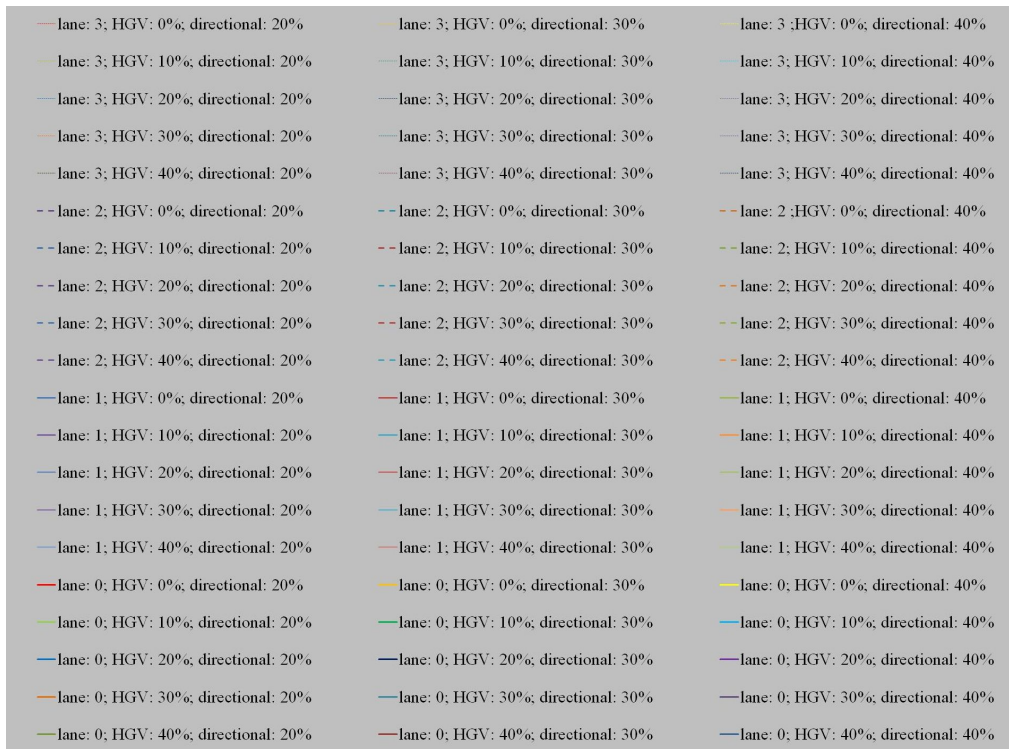 lane: 3; HGV: 0%; directional: 20% lane: 3; HGV: 0%; directional: 30% lane: 3 ;HGV: 0%; directional: 40%
lane: 3; HGV: 10%; directional: 20% lane: 3; HGV: 10%; directional: 30% lane: 3; HGV: 10%; directional: 40%
lane: 3; HGV: 20%; directional: 20% lane: 3; HGV: 20%; directional: 30% lane: 3; HGV: 20%; directional: 40%
lane: 3; HGV: 30%; directional: 20% lane: 3; HGV: 30%; directional: 30% lane: 3; HGV: 30%; directional: 40%
lane: 3; HGV: 40%; directional: 20% lane: 3; HGV: 40%; directional: 30% lane: 3; HGV: 40%; directional: 40%
lane: 2; HGV: 0%; directional: 20% lane: 2; HGV: 0%; directional: 30% lane: 2 ;HGV: 0%; directional: 40%
lane: 2; HGV: 10%; directional: 20% lane: 2; HGV: 10%; directional: 30% lane: 2; HGV: 10%; directional: 40%
lane: 2; HGV: 20%; directional: 20% lane: 2; HGV: 20%; directional: 30% lane: 2; HGV: 20%; directional: 40%
lane: 2; HGV: 30%; directional: 20% lane: 2; HGV: 30%; directional: 30% lane: 2; HGV: 30%; directional: 40%
lane: 2; HGV: 40%; directional: 20% lane: 2; HGV: 40%; directional: 30% lane: 2; HGV: 40%; directional: 40%
lane: 1; HGV: 0%; directional: 20% lane: 1; HGV: 0%; directional: 30% lane: 1; HGV: 0%; directional: 40%
lane: 1; HGV: 10%; directional: 20% lane: 1; HGV: 10%; directional: 30% lane: 1; HGV: 10%; directional: 40%
lane: 1; HGV: 20%; directional: 20% lane: 1; HGV: 20%; directional: 30% lane: 1; HGV: 20%; directional: 40%
lane: 1; HGV: 30%; directional: 20% lane: 1; HGV: 30%; directional: 30% lane: 1; HGV: 30%; directional: 40%
lane: 1; HGV: 40%; directional: 20% lane: 1; HGV: 40%; directional: 30% lane: 1; HGV: 40%; directional: 40%
lane: 0; HGV: 0%; directional: 20% lane: 0; HGV: 0%; directional: 30% lane: 0; HGV: 0%; directional: 40%
lane: 0; HGV: 10%; directional: 20% lane: 0; HGV: 10%; directional: 30% lane: 0; HGV: 10%; directional: 40%
lane: 0; HGV: 20%; directional: 20% lane: 0; HGV: 20%; directional: 30% lane: 0; HGV: 20%; directional: 40%
lane: 0; HGV: 30%; directional: 20% lane: 0; HGV: 30%; directional: 30% lane: 0; HGV: 30%; directional: 40%
lane: 0; HGV: 40%; directional: 20% lane: 0; HGV: 40%; directional: 30% lane: 0; HGV: 40%; directional: 40%